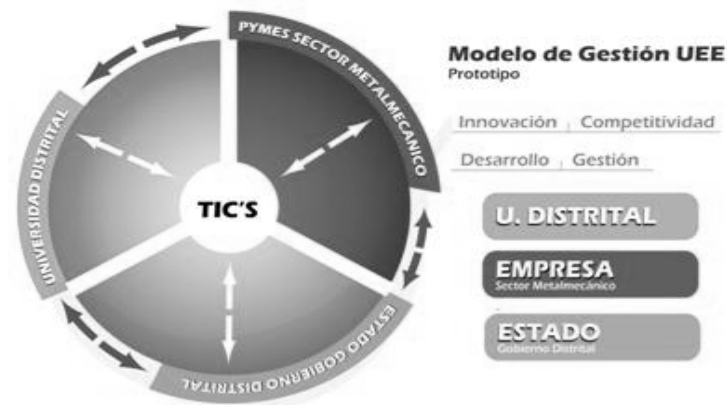 PYMES SECTOR METALMECANICO
UNIVERSIDAD DISTRITAL
TIC'S
ESTADO GOBIERNO DISTRITAL
Modelo de Gestión UEE
Prototipo
Innovación Competitividad
Desarrollo Gestión
U. DISTRITAL
EMPRESA
Sector Metalmecánico
ESTADO
Gobierno Distrital